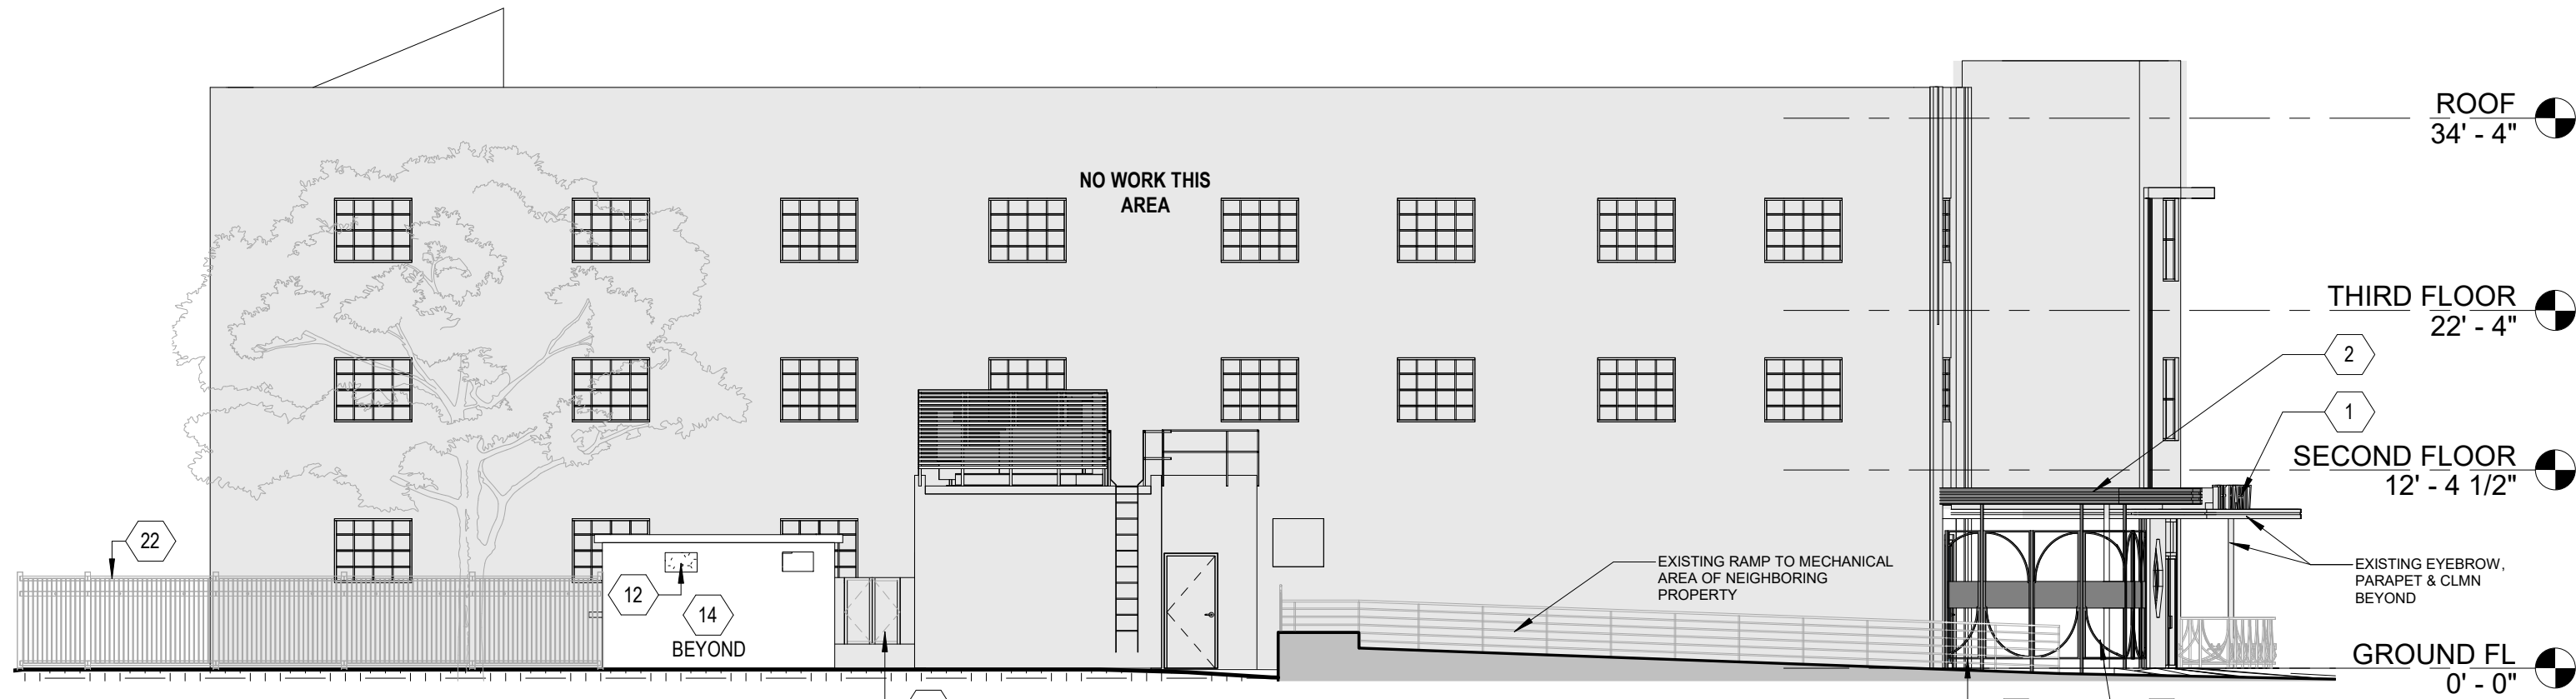 ROOF
34' - 4"
NO WORK THIS
AREA
THIRD FLOOR
22' - 4"
2
1
SECOND FLOOR
12' - 4 1/2"
22
EXISTING RAMP TO MECHANICAL
AREA OF NEIGHBORING
PROPERTY
EXISTING EYEBROW,
PARAPET & CLMN
BEYOND
12
14
BEYOND
GROUND FL
0' - 0"